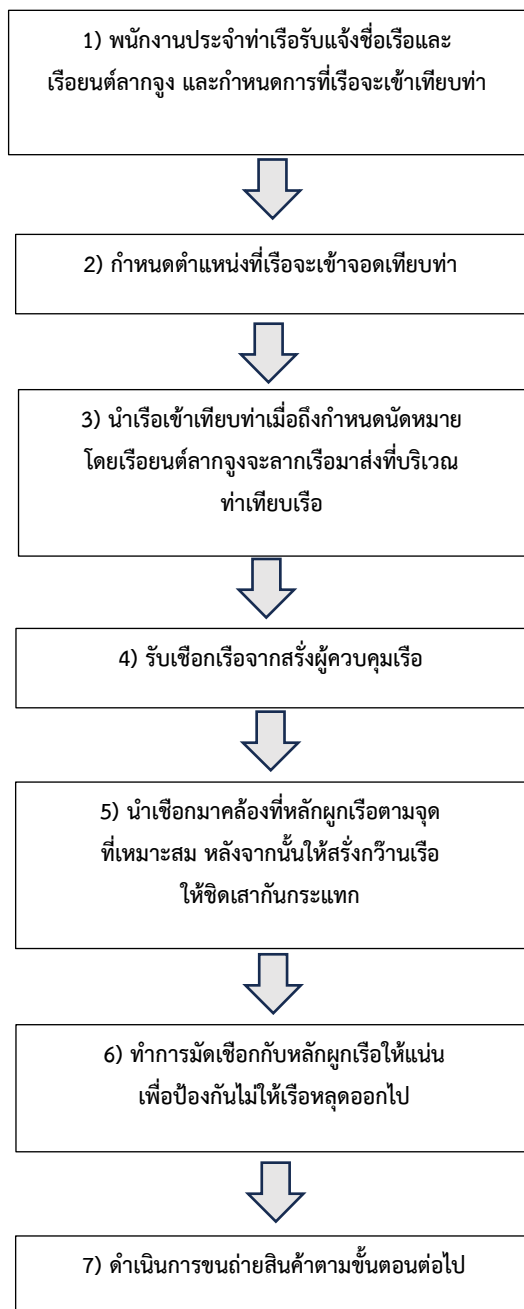 1) พนักงานประจำท่าเรือรับแจ้งชื่อเรือและ
เรือยนต์ลากจูง และกำหนดการที่เรือจะเข้าเทียบท่า
2) กำหนดตำแหน่งที่เรือจะเข้าจอดเทียบท่า
3) นำเรือเข้าเทียบท่าเมื่อถึงกำหนดนัดหมาย
โดยเรือยนต์ลากจูงจะลากเรือมาส่งที่บริเวณ
ท่าเทียบเรือ
4) รับเชือกเรือจากสรั่งผู้ควบคุมเรือ
5) นำเชือกมาคล้องที่หลักผูกเรือตามจุด
ที่เหมาะสม หลังจากนั้นให้สรั่งกว๊านเรือ
ให้ชิดเสากันกระแทก
6) ทำการมัดเชือกกับหลักผูกเรือให้แน่น
เพื่อป้องกันไม่ให้เรือหลุดออกไป
7) ดำเนินการขนถ่ายสินค้าตามขั้นตอนต่อไป